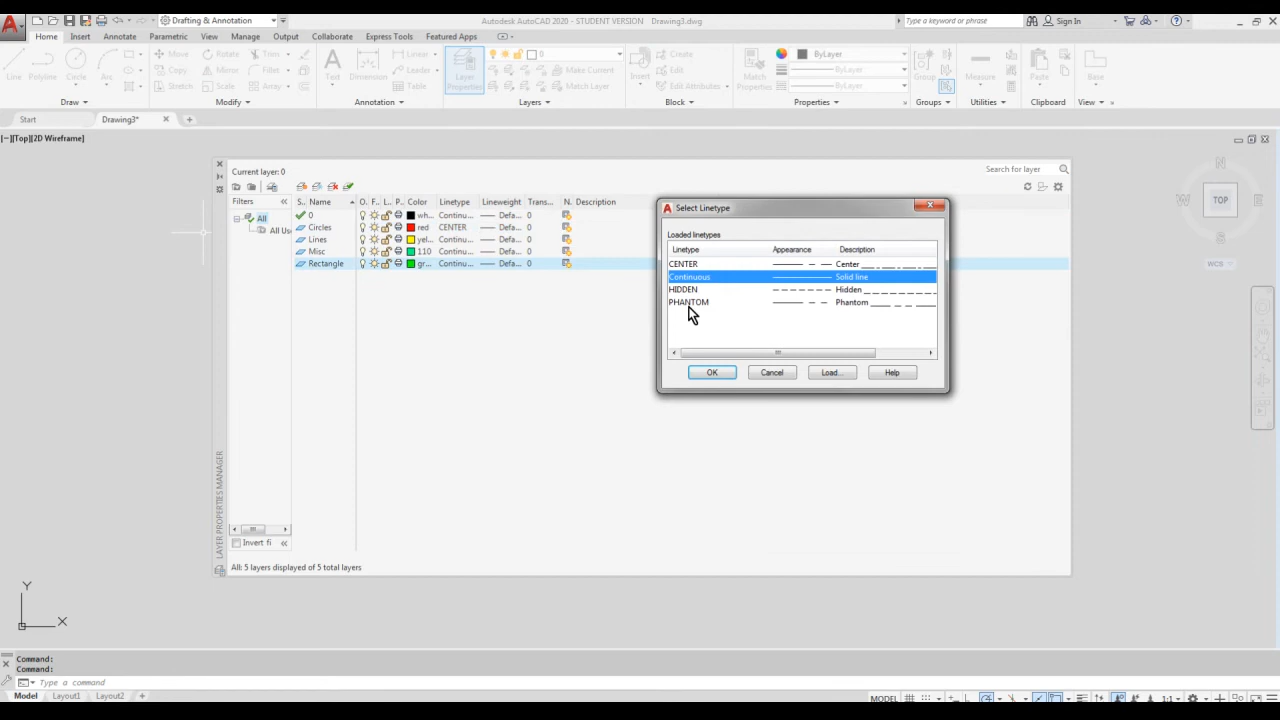 Drafting & Annotation
Autodesk AutoCAD 2020 - STUDENT VERSION Drawing3.dwg
Type a keyword or phrase
Sign In
Home Insert Annotate Parametric View Manage Output Collaborate Express Tools Featured Apps
Line Polyline Circle Arc
Move Rotate Trim
Copy Mirror Fillet
Stretch Scale Array
Text Dimension
Linear
Leader
Table
Layer Properties
0
Make Current
Match Layer
Insert
Create
Edit
Edit Attributes
Match Properties
ByLayer
ByLayer
ByLayer
Group
Measure
Paste
Base
Draw Modify Annotation Layers Block Properties Groups Utilities Clipboard View
Start Drawing3*
[−][Top][2D Wireframe]
N
W TOP E
S
WCS
Current layer: 0
Search for layer
Filters
All
All Us
S.. Name O. F.. L... P... Color Linetype Lineweight Trans... N. Description
0 wh... Continu... Defa... 0
Circles red CENTER Defa... 0
Lines yel... Continu... Defa... 0
Misc 110 Continu... Defa... 0
Rectangle gr... Continu... Defa... 0
Invert fi
All: 5 layers displayed of 5 total layers
LAYER PROPERTIES MANAGER
Select Linetype
Loaded linetypes
Linetype Appearance Description
CENTER Center
Continuous Solid line
HIDDEN Hidden
PHANTOM Phantom
OK Cancel Load... Help
Y
X
Command:
Command:
Type a command
Model Layout1 Layout2
MODEL 1:1